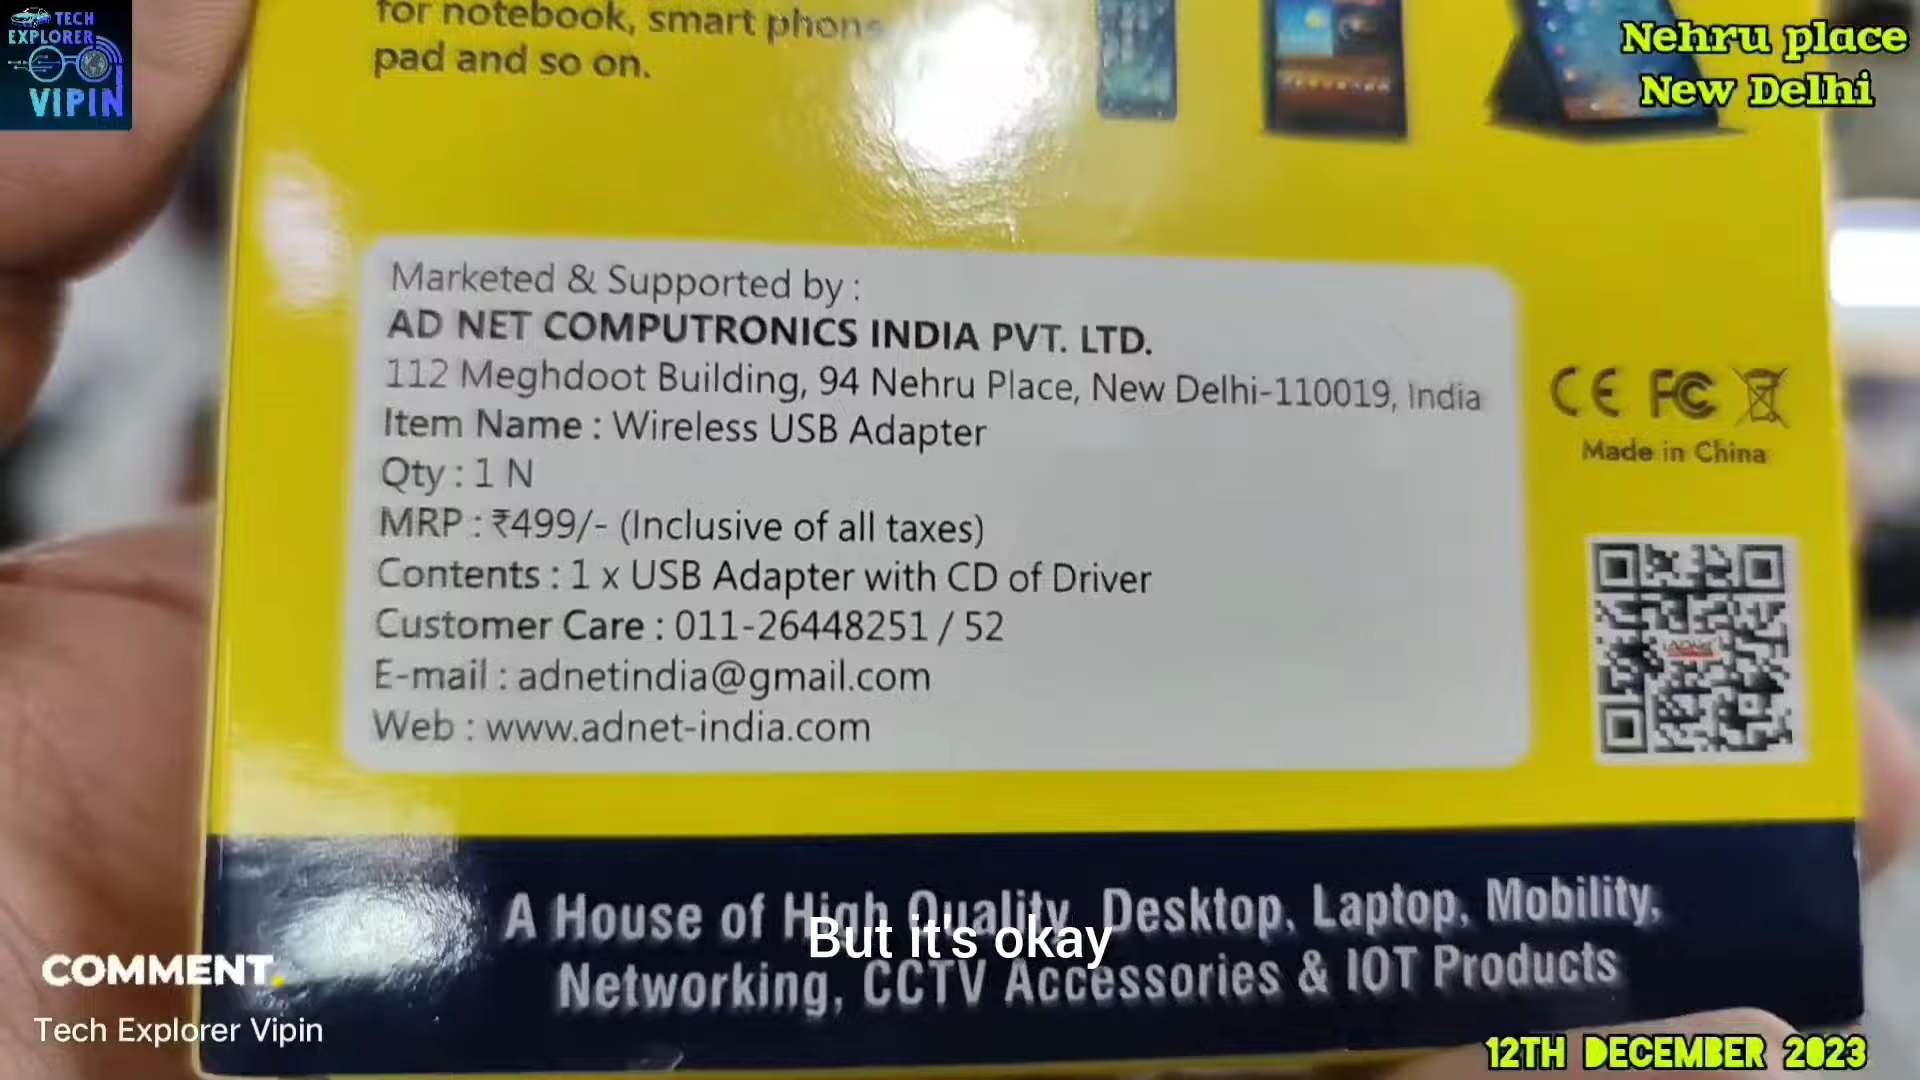 TECH
EXPLORER
VIPIN
for notebook, smart phone
pad and so on.
Nehru place
New Delhi
Marketed & Supported by :
AD NET COMPUTRONICS INDIA PVT. LTD.
112 Meghdoot Building, 94 Nehru Place, New Delhi-110019, India
Item Name : Wireless USB Adapter
Qty : 1 N
MRP : ₹499/- (Inclusive of all taxes)
Contents : 1 x USB Adapter with CD of Driver
Customer Care : 011-26448251 / 52
E-mail : adnetindia@gmail.com
Web : www.adnet-india.com
CE FC
Made in China
A House of High Quality, Desktop, Laptop, Mobility,
Networking, CCTV Accessories & IOT Products
But it's okay
COMMENT.
Tech Explorer Vipin
12TH DECEMBER 2023